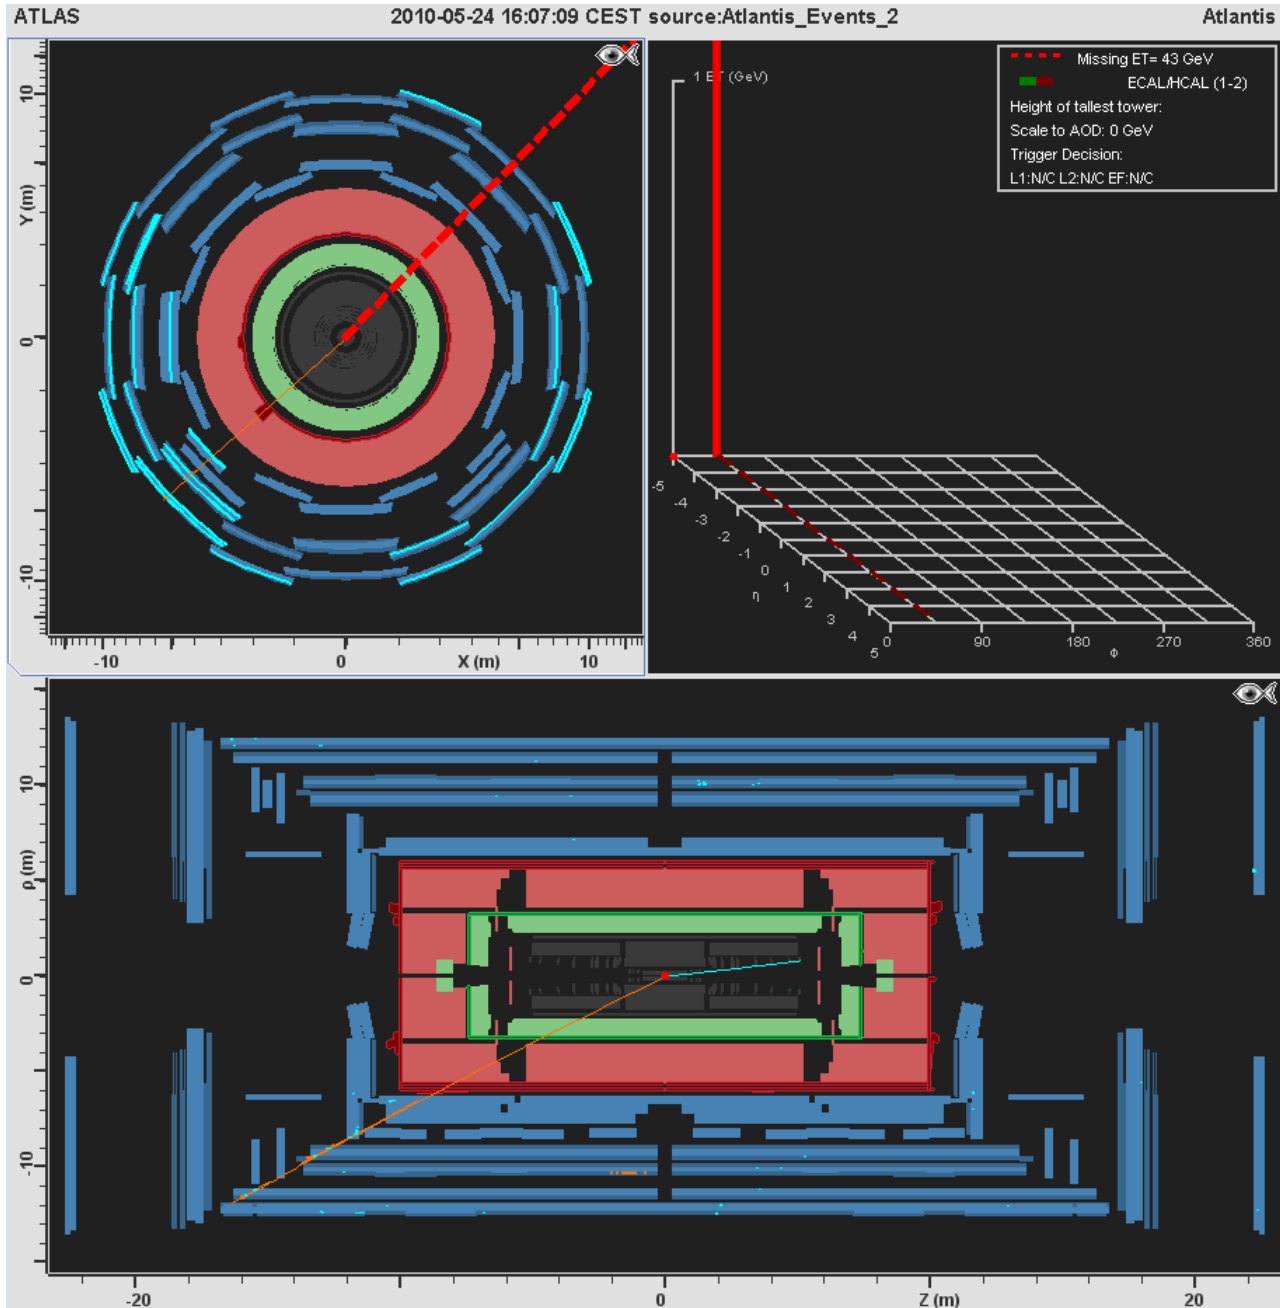 ATLAS 2010-05-24 16:07:09 CEST source:Atlantis_Events_2 Atlantis
Missing ET= 43 GeV
ECAL/HCAL (1-2)
Height of tallest tower:
Scale to AOD: 0 GeV
Trigger Decision:
L1:N/C L2:N/C EF:N/C
1 ET (GeV)
10
Y (m)
0
-10
-10 0 X (m) 10
-5
-4
-3
-2
-1
0
1
η
2
3
4
5
0 90 180 270 360
Φ
10
ρ (m)
0
-10
-20 0 Z (m) 20